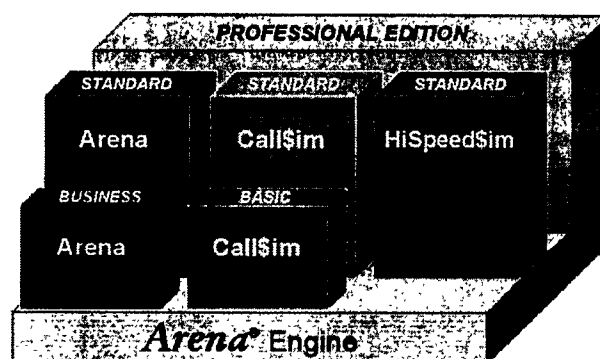 PROFESSIONAL EDITION
STANDARD STANDARD STANDARD
Arena Call$im HiSpeed$im
BUSINESS BASIC
Arena Call$im
Arena® Engine